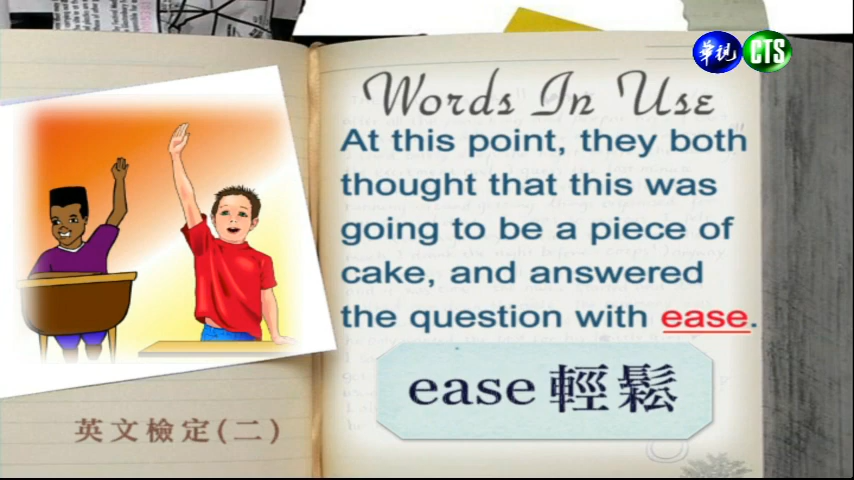 華視 CTS
Words In Use
At this point, they both
thought that this was
going to be a piece of
cake, and answered
the question with ease.
ease 輕鬆
英文檢定(二)